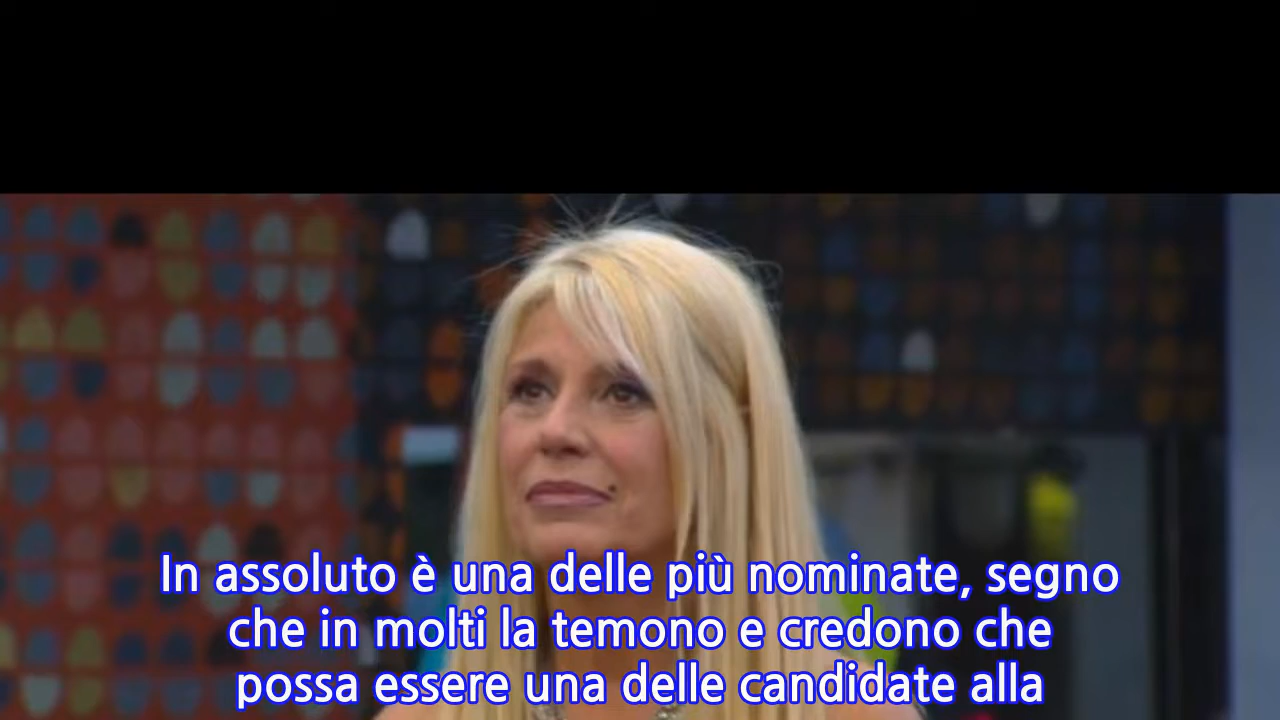 In assoluto è una delle più nominate, segno
che in molti la temono e credono che
possa essere una delle candidate alla